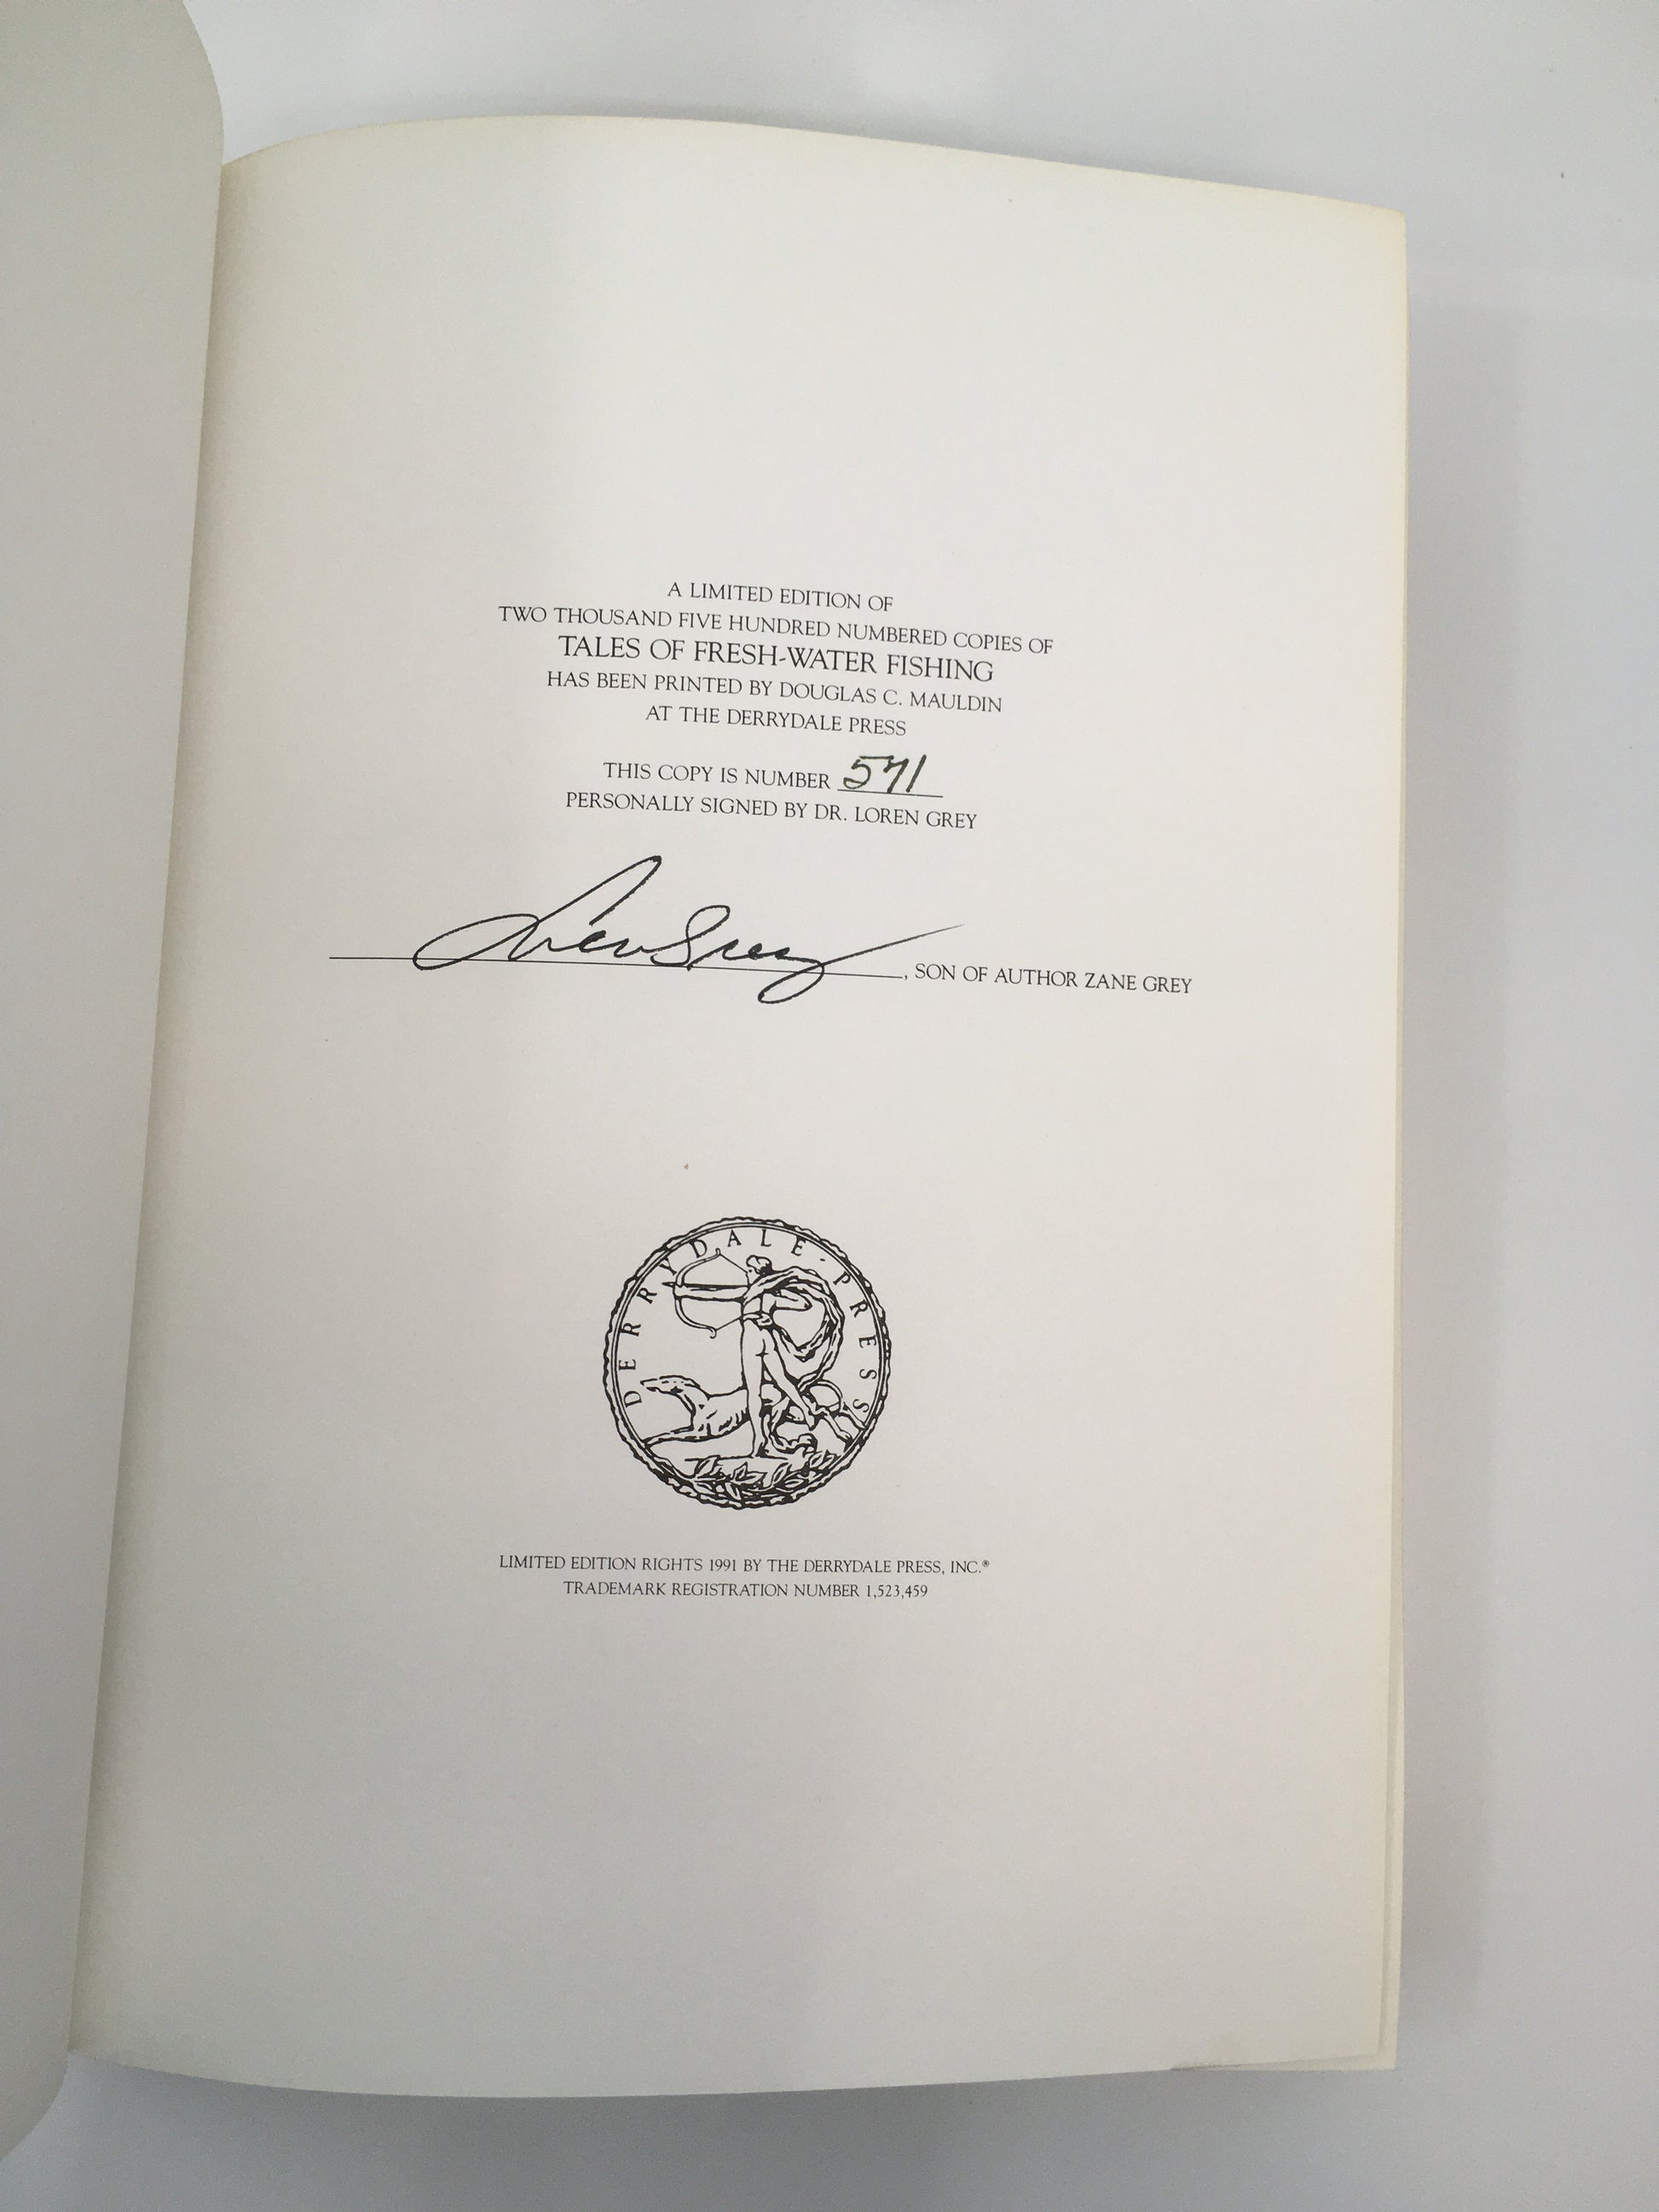 A LIMITED EDITION OF
TWO THOUSAND FIVE HUNDRED NUMBERED COPIES OF
TALES OF FRESH-WATER FISHING
HAS BEEN PRINTED BY DOUGLAS C. MAULDIN
AT THE DERRYDALE PRESS
THIS COPY IS NUMBER 571
PERSONALLY SIGNED BY DR. LOREN GREY
Loren Grey, SON OF AUTHOR ZANE GREY
DERRYDALE · PRESS
LIMITED EDITION RIGHTS 1991 BY THE DERRYDALE PRESS, INC.®
TRADEMARK REGISTRATION NUMBER 1,523,459